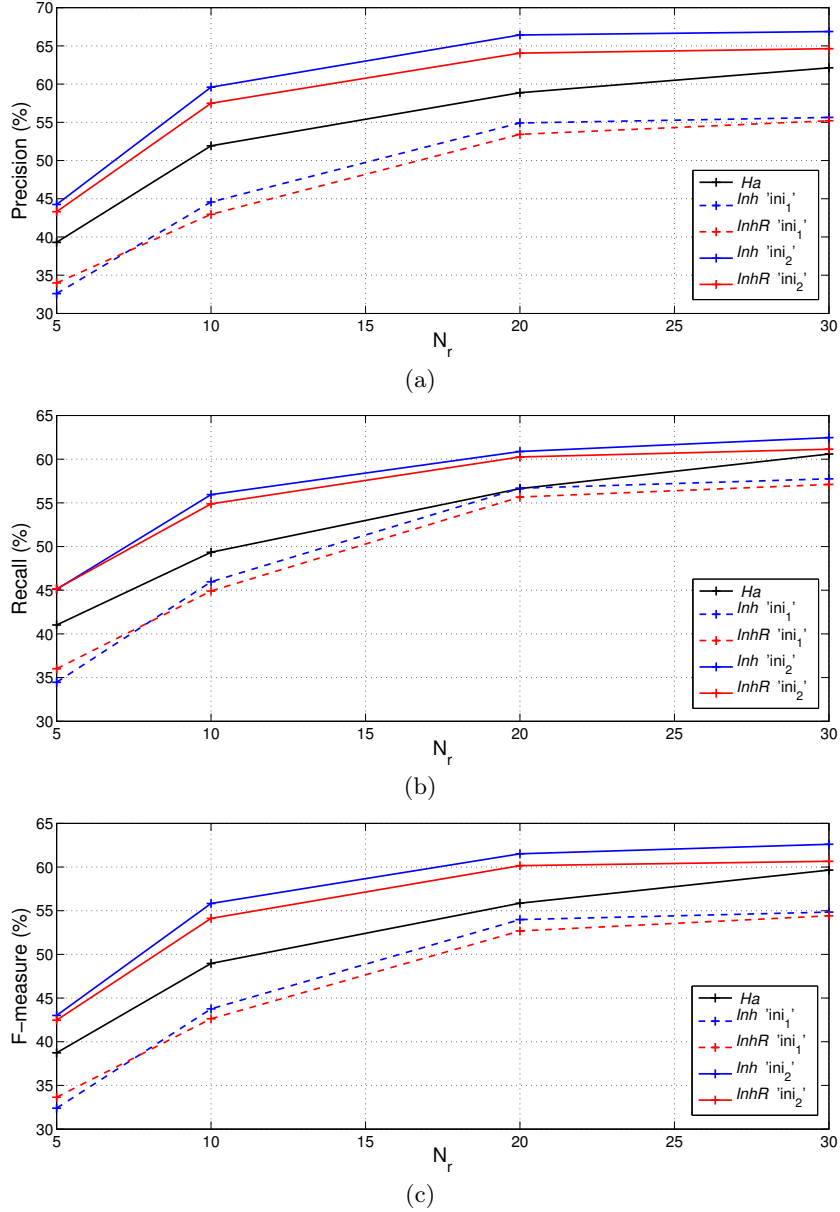 70
65
60
55
50
45
40
35
30
Precision (%)
5 10 15 20 25 30
N_r
Ha
Inh 'ini_1'
InhR 'ini_1'
Inh 'ini_2'
InhR 'ini_2'
(a)
65
60
55
50
45
40
35
30
Recall (%)
5 10 15 20 25 30
N_r
Ha
Inh 'ini_1'
InhR 'ini_1'
Inh 'ini_2'
InhR 'ini_2'
(b)
65
60
55
50
45
40
35
30
F−measure (%)
5 10 15 20 25 30
N_r
Ha
Inh 'ini_1'
InhR 'ini_1'
Inh 'ini_2'
InhR 'ini_2'
(c)